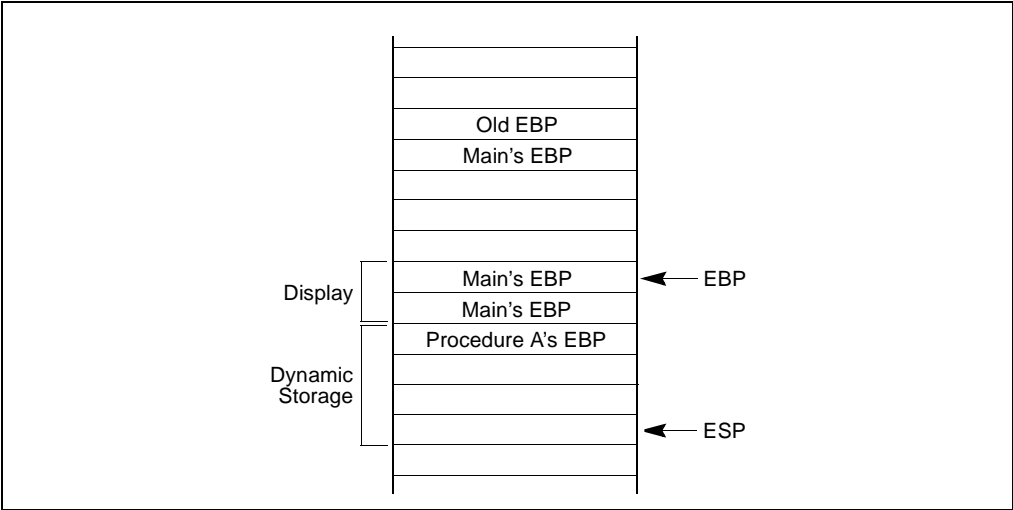 Old EBP
Main's EBP
Main's EBP
EBP
Display
Main's EBP
Procedure A's EBP
Dynamic
Storage
ESP